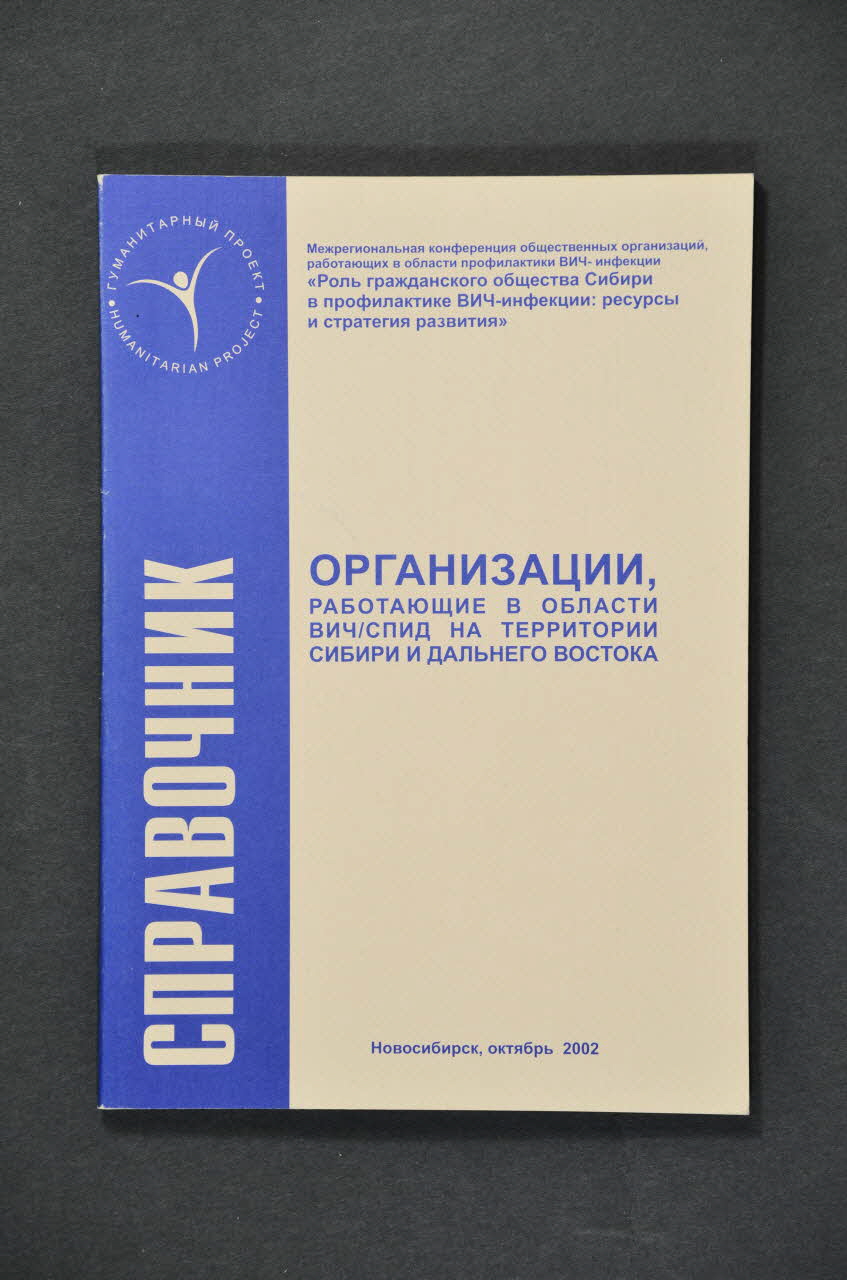 ГУМАНИТАРНЫЙ ПРОЕКТ
HUMANITARIAN PROJECT
Межрегиональная конференция общественных организаций,
работающих в области профилактики ВИЧ- инфекции
«Роль гражданского общества Сибири
в профилактике ВИЧ-инфекции: ресурсы
и стратегия развития»
СПРАВОЧНИК
ОРГАНИЗАЦИИ,
РАБОТАЮЩИЕ В ОБЛАСТИ
ВИЧ/СПИД НА ТЕРРИТОРИИ
СИБИРИ И ДАЛЬНЕГО ВОСТОКА
Новосибирск, октябрь 2002